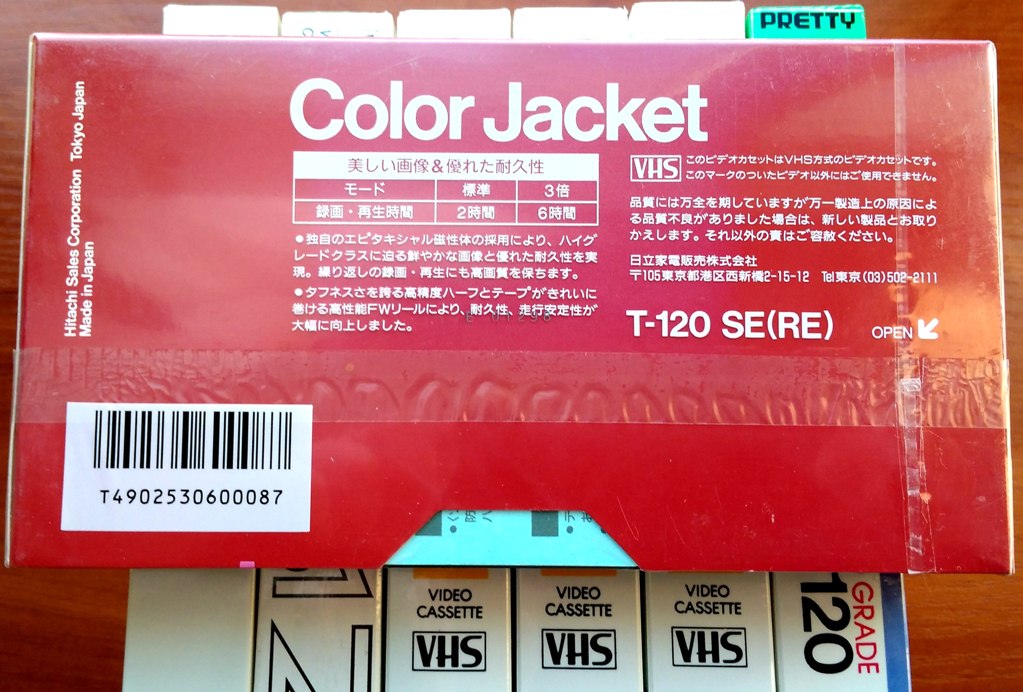 PRETTY
Color Jacket
Hitachi Sales Corporation Tokyo Japan
Made in Japan
美しい画像&優れた耐久性
モード 標準 3倍
録画・再生時間 2時間 6時間
●独自のエピタキシャル磁性体の採用により、ハイグ
レードクラスに迫る鮮やかな画像と優れた耐久性を実
現。繰り返しの録画・再生にも高画質を保ちます。
●タフネスさを誇る高精度ハーフとテープがきれいに
巻ける高性能FWリールにより、耐久性、走行安定性が
大幅に向上しました。
VHS
このビデオカセットはVHS方式のビデオカセットです。
このマークのついたビデオ以外にはご使用できません。
品質には万全を期していますが万一製造上の原因によ
る品質不良がありました場合は、新しい製品とお取り
かえします。それ以外の責はご容赦ください。
日立家電販売株式会社
〒105東京都港区西新橋2-15-12 Tel東京(03)502-2111
T-120 SE(RE)
OPEN
T4902530600087
VIDEO
CASSETTE
VHS
VIDEO
CASSETTE
VHS
VIDEO
CASSETTE
VHS
GRADE
120